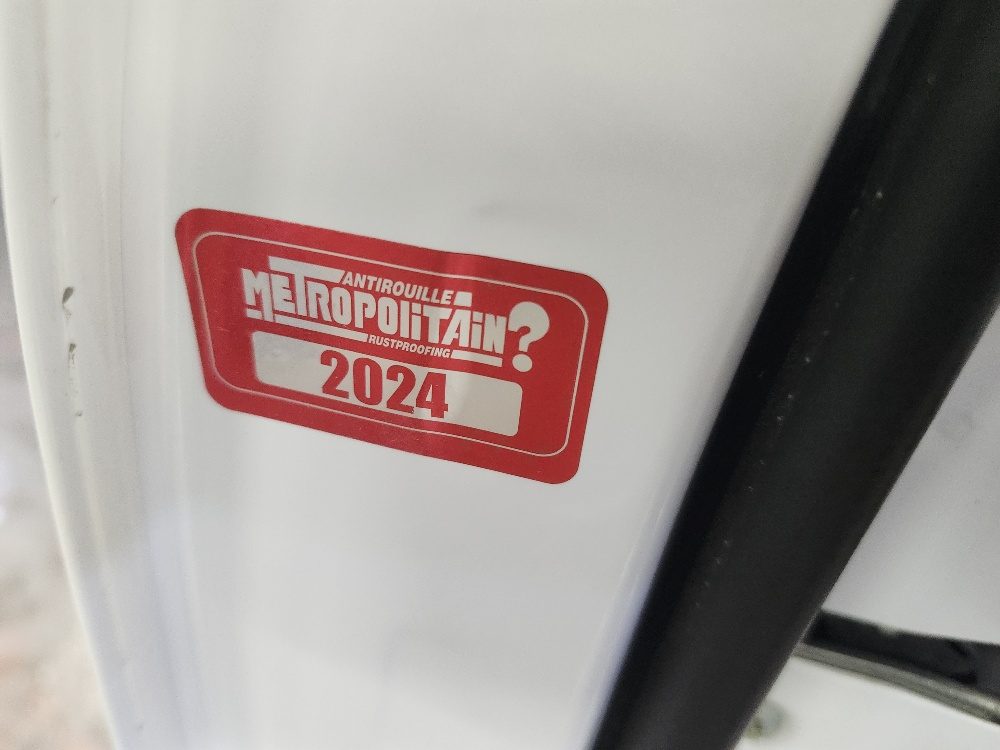 ANTIROUILLE
METROPOLiTAiN?
RUSTPROOFING
2024